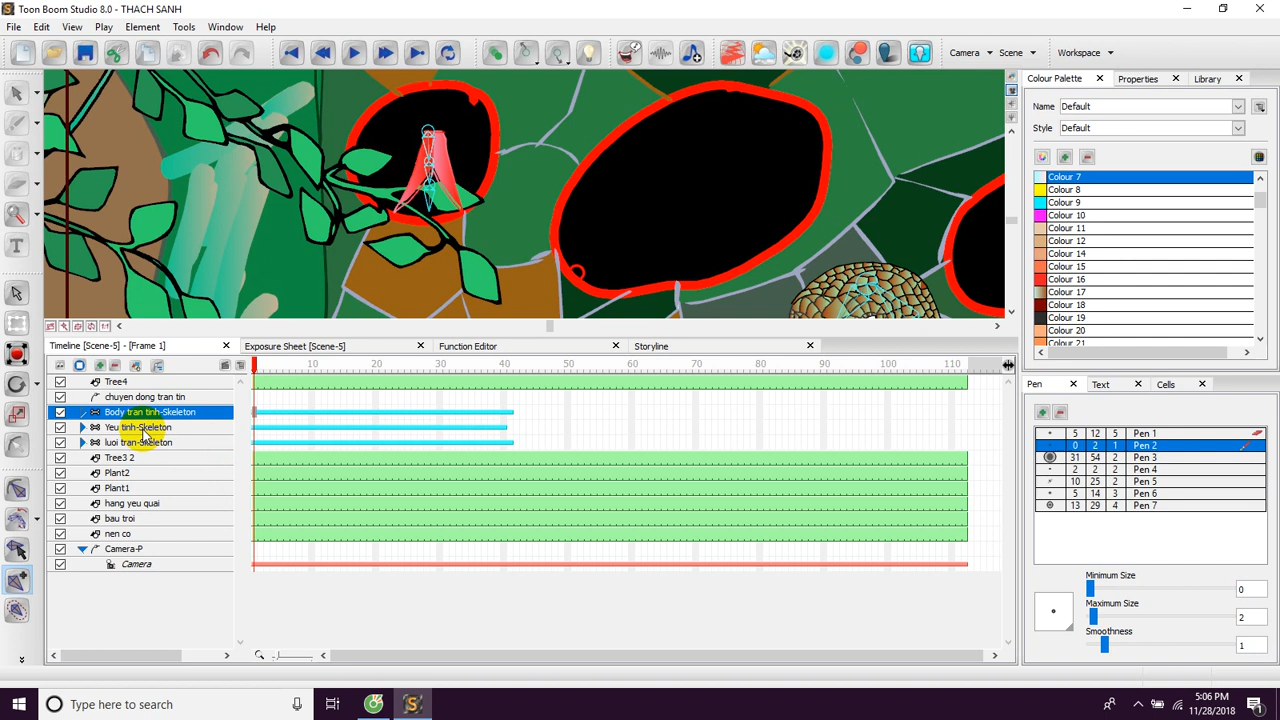 Toon Boom Studio 8.0 - THACH SANH
File Edit View Play Element Tools Window Help
Camera Scene Workspace
Colour Palette Properties Library
Name Default
Style Default
Colour 7
Colour 8
Colour 9
Colour 10
Colour 11
Colour 12
Colour 14
Colour 15
Colour 16
Colour 17
Colour 18
Colour 19
Colour 20
Colour 21
Timeline [Scene-5] - [Frame 1] Exposure Sheet [Scene-5] Function Editor Storyline
10 20 30 40 50 60 70 80 90 100 110
Tree4
chuyen dong tran tin
Body tran tinh-Skeleton
Yeu tinh-Skeleton
luoi tran-Skeleton
Tree3 2
Plant2
Plant1
hang yeu quai
bau troi
nen co
Camera-P
Camera
Pen Text Cells
5 12 5 Pen 1
0 2 1 Pen 2
31 54 2 Pen 3
2 2 2 Pen 4
10 25 2 Pen 5
5 14 3 Pen 6
13 29 4 Pen 7
Minimum Size
0
Maximum Size
2
Smoothness
1
Type here to search
5:06 PM
11/28/2018